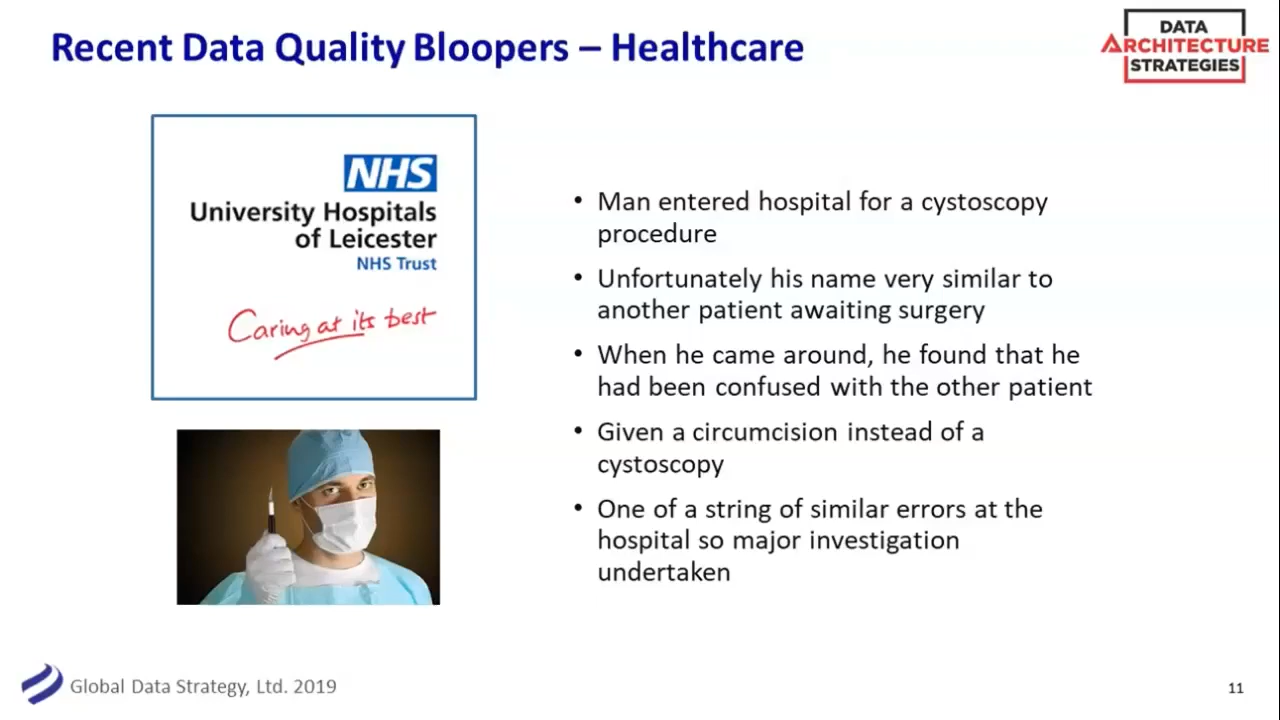 Recent Data Quality Bloopers – Healthcare
DATA
ARCHITECTURE
STRATEGIES
NHS
University Hospitals
of Leicester
NHS Trust
Caring at its best
• Man entered hospital for a cystoscopy
procedure
• Unfortunately his name very similar to
another patient awaiting surgery
• When he came around, he found that he
had been confused with the other patient
• Given a circumcision instead of a
cystoscopy
• One of a string of similar errors at the
hospital so major investigation
undertaken
Global Data Strategy, Ltd. 2019
11